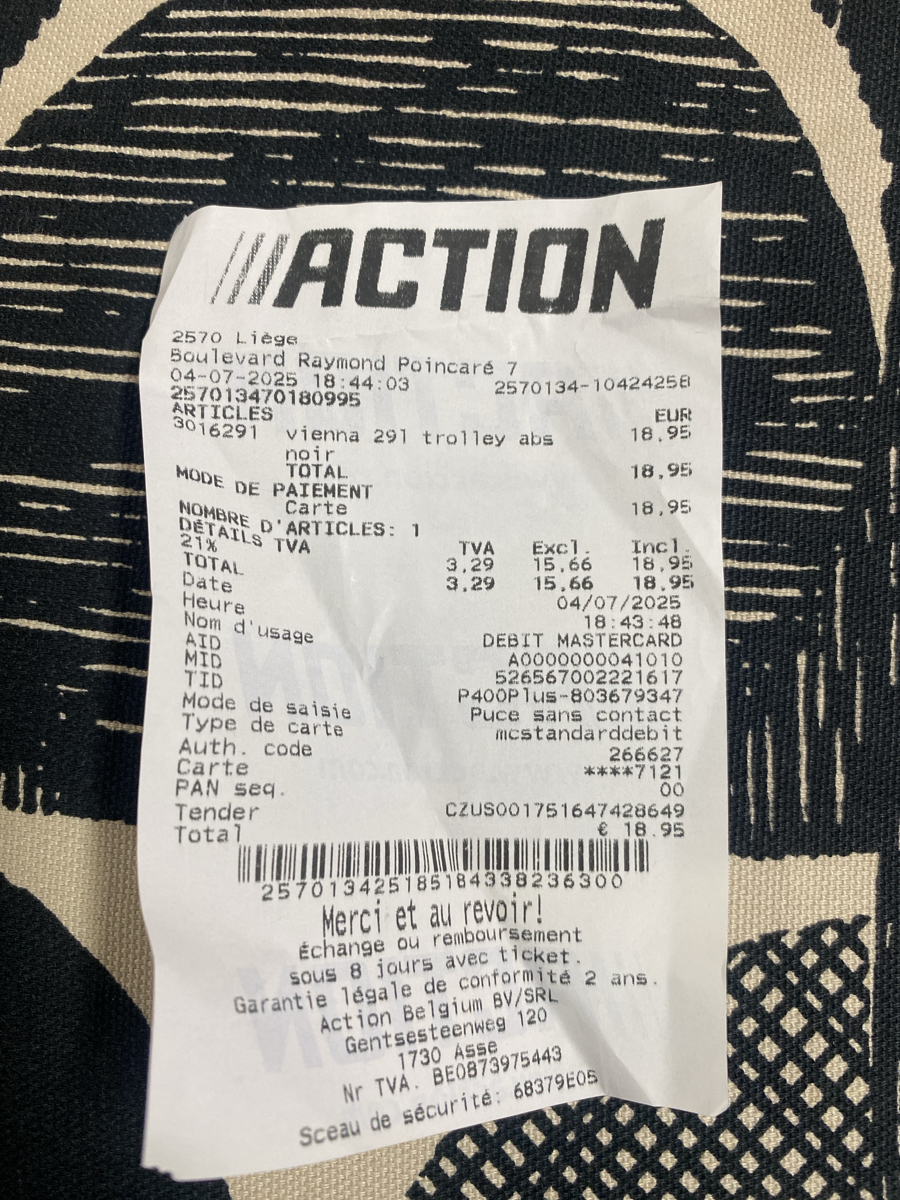 ACTION
2570 Liège
Boulevard Raymond Poincaré 7
04-07-2025 18:44:03 2570134-10424258
257013470180995
ARTICLES EUR
3016291 vienna 29l trolley abs 18,95
noir
TOTAL 18,95
MODE DE PAIEMENT
Carte 18,95
NOMBRE D'ARTICLES: 1
DÉTAILS TVA TVA Excl. Incl.
21% 3,29 15,66 18,95
TOTAL 3,29 15,66 18,95
Date 04/07/2025
Heure 18:43:48
Nom d'usage DEBIT MASTERCARD
AID A0000000041010
MID 526567002221617
TID P400Plus-803679347
Mode de saisie Puce sans contact
Type de carte mcstandarddebit
Auth. code 266627
Carte ****7121
PAN seq. 00
Tender CZUS001751647428649
Total € 18.95
2570134251851843382​36300
Merci et au revoir!
Échange ou remboursement
sous 8 jours avec ticket.
Garantie légale de conformité 2 ans.
Action Belgium BV/SRL
Gentsesteenweg 120
1730 Asse
Nr TVA. BE0873975443
Sceau de sécurité: 68379E05